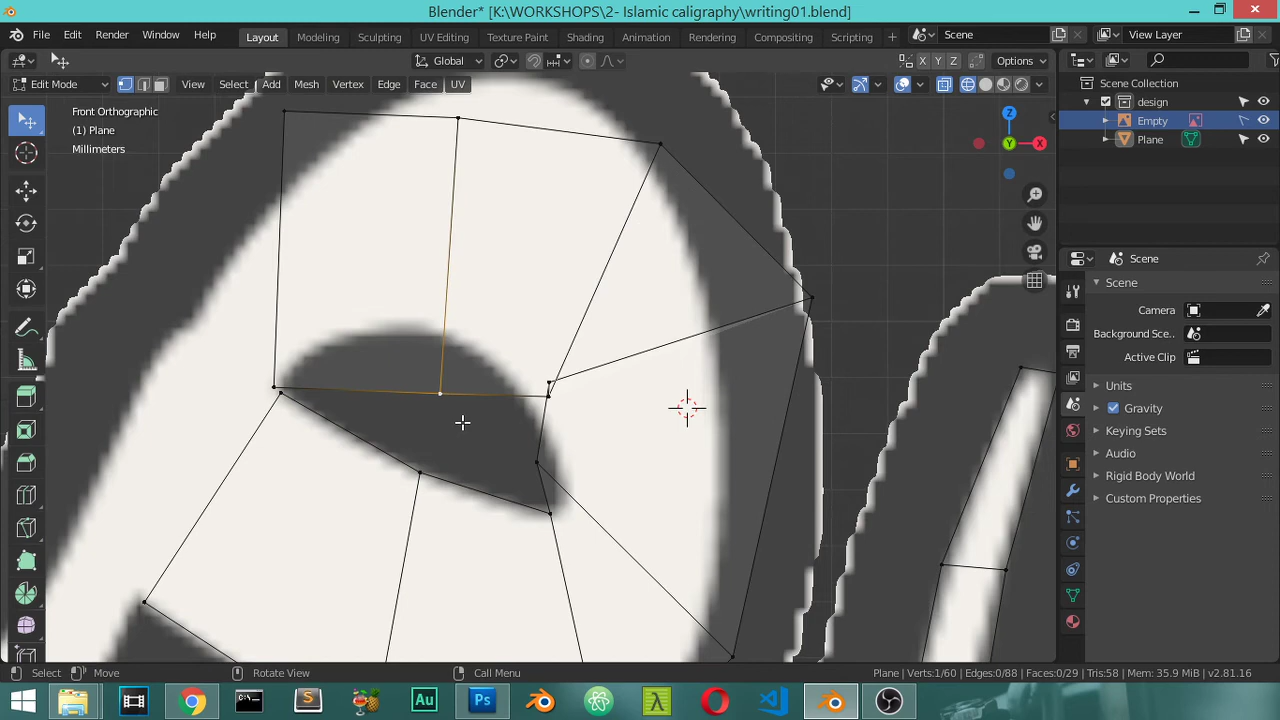 Blender* [K:\WORKSHOPS\2- Islamic caligraphy\writing01.blend]
File Edit Render Window Help Layout Modeling Sculpting UV Editing Texture Paint Shading Animation Rendering Compositing Scripting + Scene View Layer
Global X Y Z Options
Edit Mode View Select Add Mesh Vertex Edge Face UV
Front Orthographic
(1) Plane
Millimeters
Z
Y
X
Scene Collection
design
Empty
Plane
Scene
Scene
Camera
Background Sce..
Active Clip
Units
Gravity
Keying Sets
Audio
Rigid Body World
Custom Properties
Select Move Rotate View Call Menu Plane | Verts:1/60 | Edges:0/88 | Faces:0/29 | Tris:58 | Mem: 35.9 MiB | v2.81.16
Au Ps